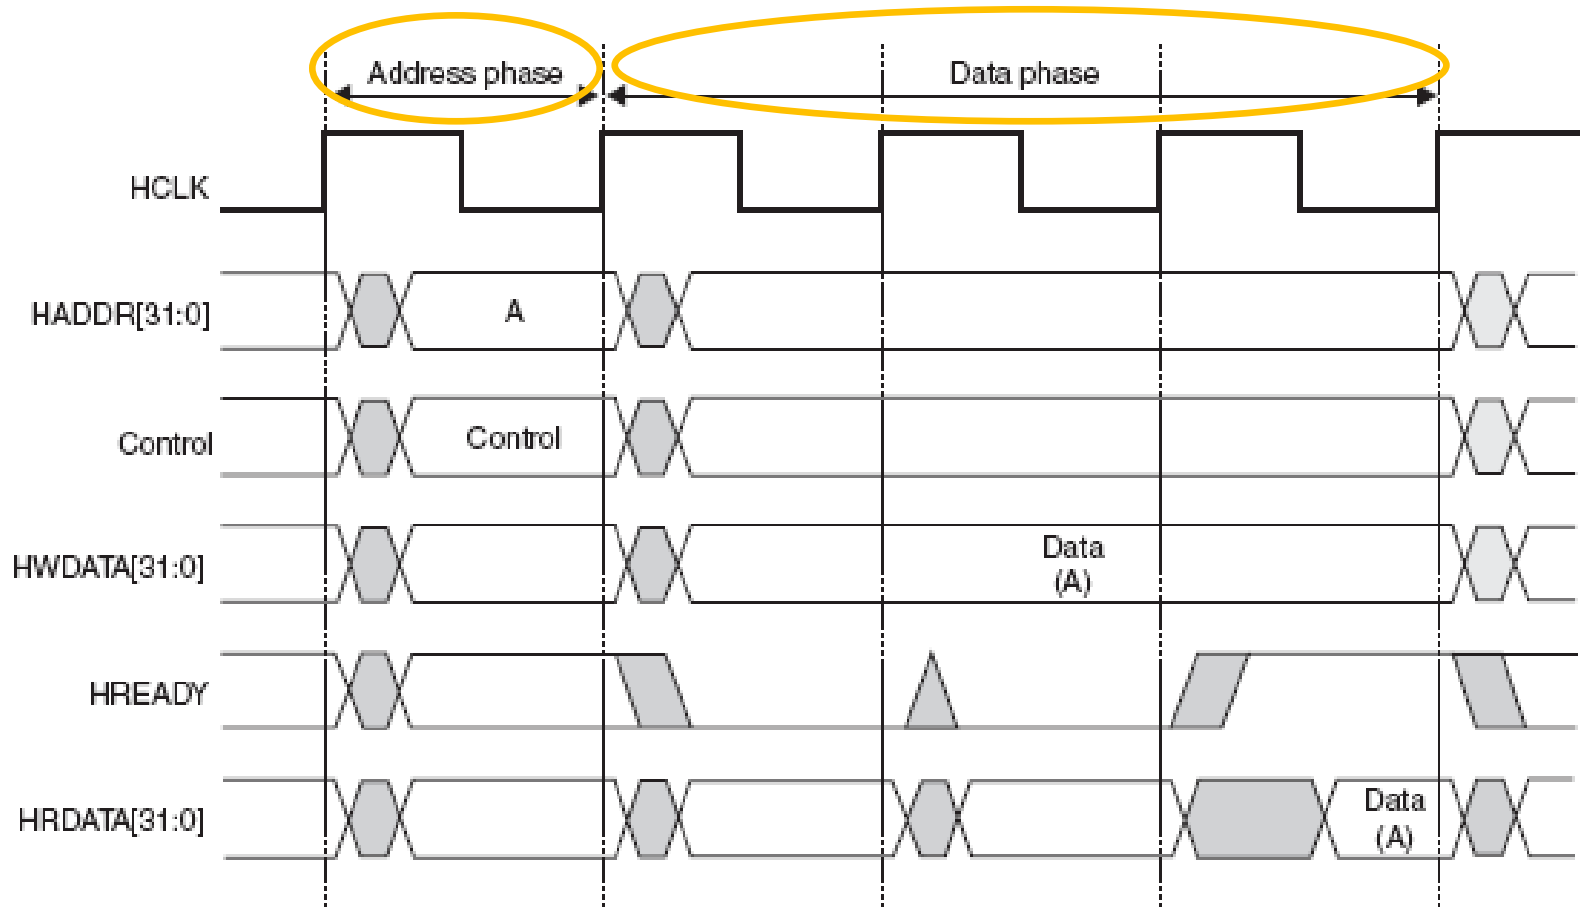 Address phase
Data phase
HCLK
HADDR[31:0]
A
Control
Control
HWDATA[31:0]
Data
(A)
HREADY
HRDATA[31:0]
Data
(A)